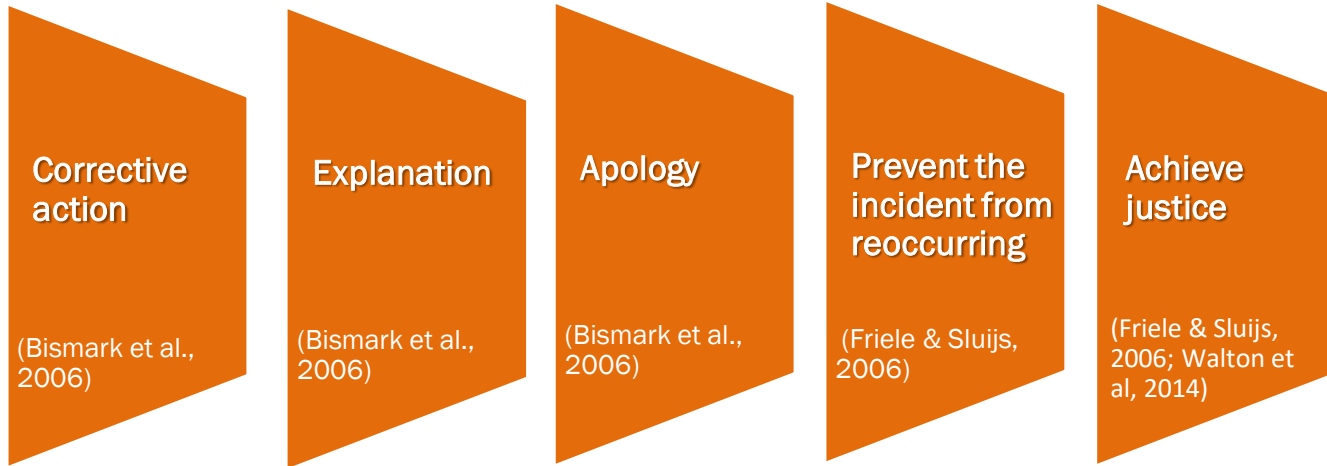 Corrective
action
(Bismark et al.,
2006)
Explanation
(Bismark et al.,
2006)
Apology
(Bismark et al.,
2006)
Prevent the
incident from
reoccurring
(Friele & Sluijs,
2006)
Achieve
justice
(Friele & Sluijs,
2006; Walton et
al, 2014)